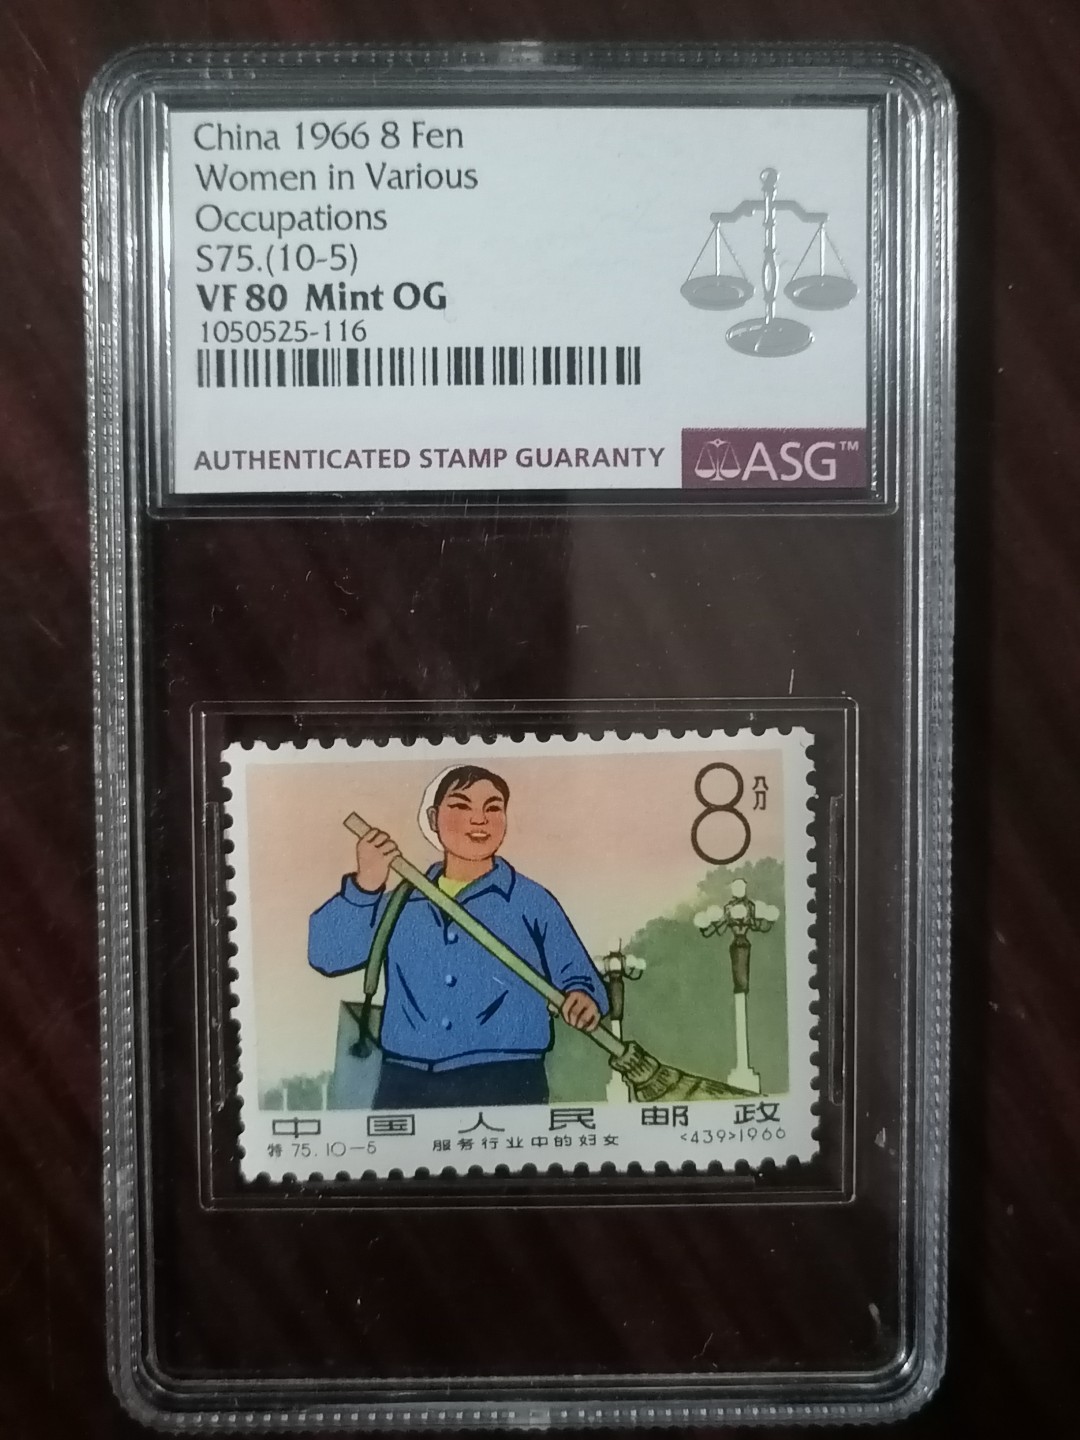 China 1966 8 Fen
Women in Various
Occupations
S75.(10-5)
VF 80 Mint OG
1050525-116
AUTHENTICATED STAMP GUARANTY
ASG™
8 八分
中国人民邮政
特 75.10-5 服务行业中的妇女 <439>1966